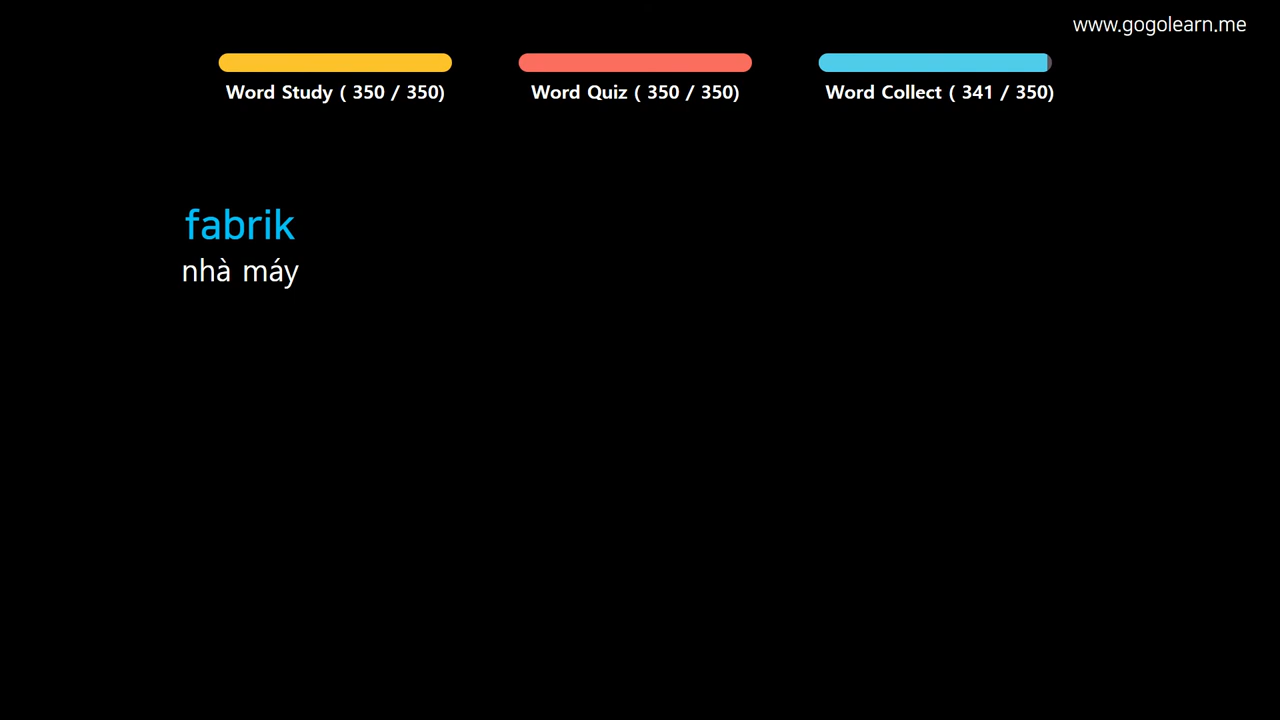 www.gogolearn.me
Word Study ( 350 / 350)
Word Quiz ( 350 / 350)
Word Collect ( 341 / 350)
fabrik
nhà máy